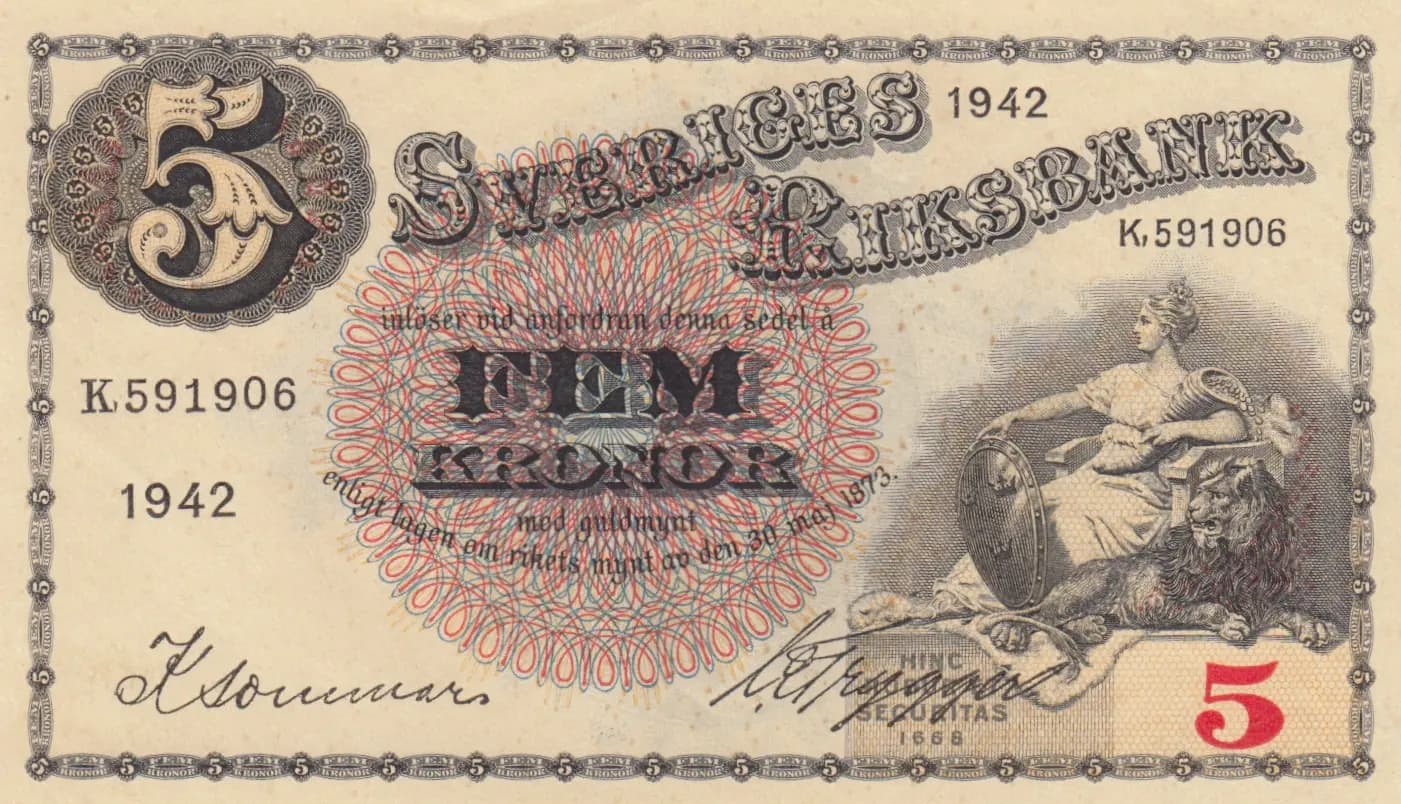 5
SVERIGES
1942
RIKSBANK
K,591906
inlöser vid anfordran denna sedel å
FEM
KRONOR
K,591906
1942
med guldmynt
enligt lagen om rikets mynt av den 30 maj 1873.
K Sommar
HINC
SECURITAS
1668
5